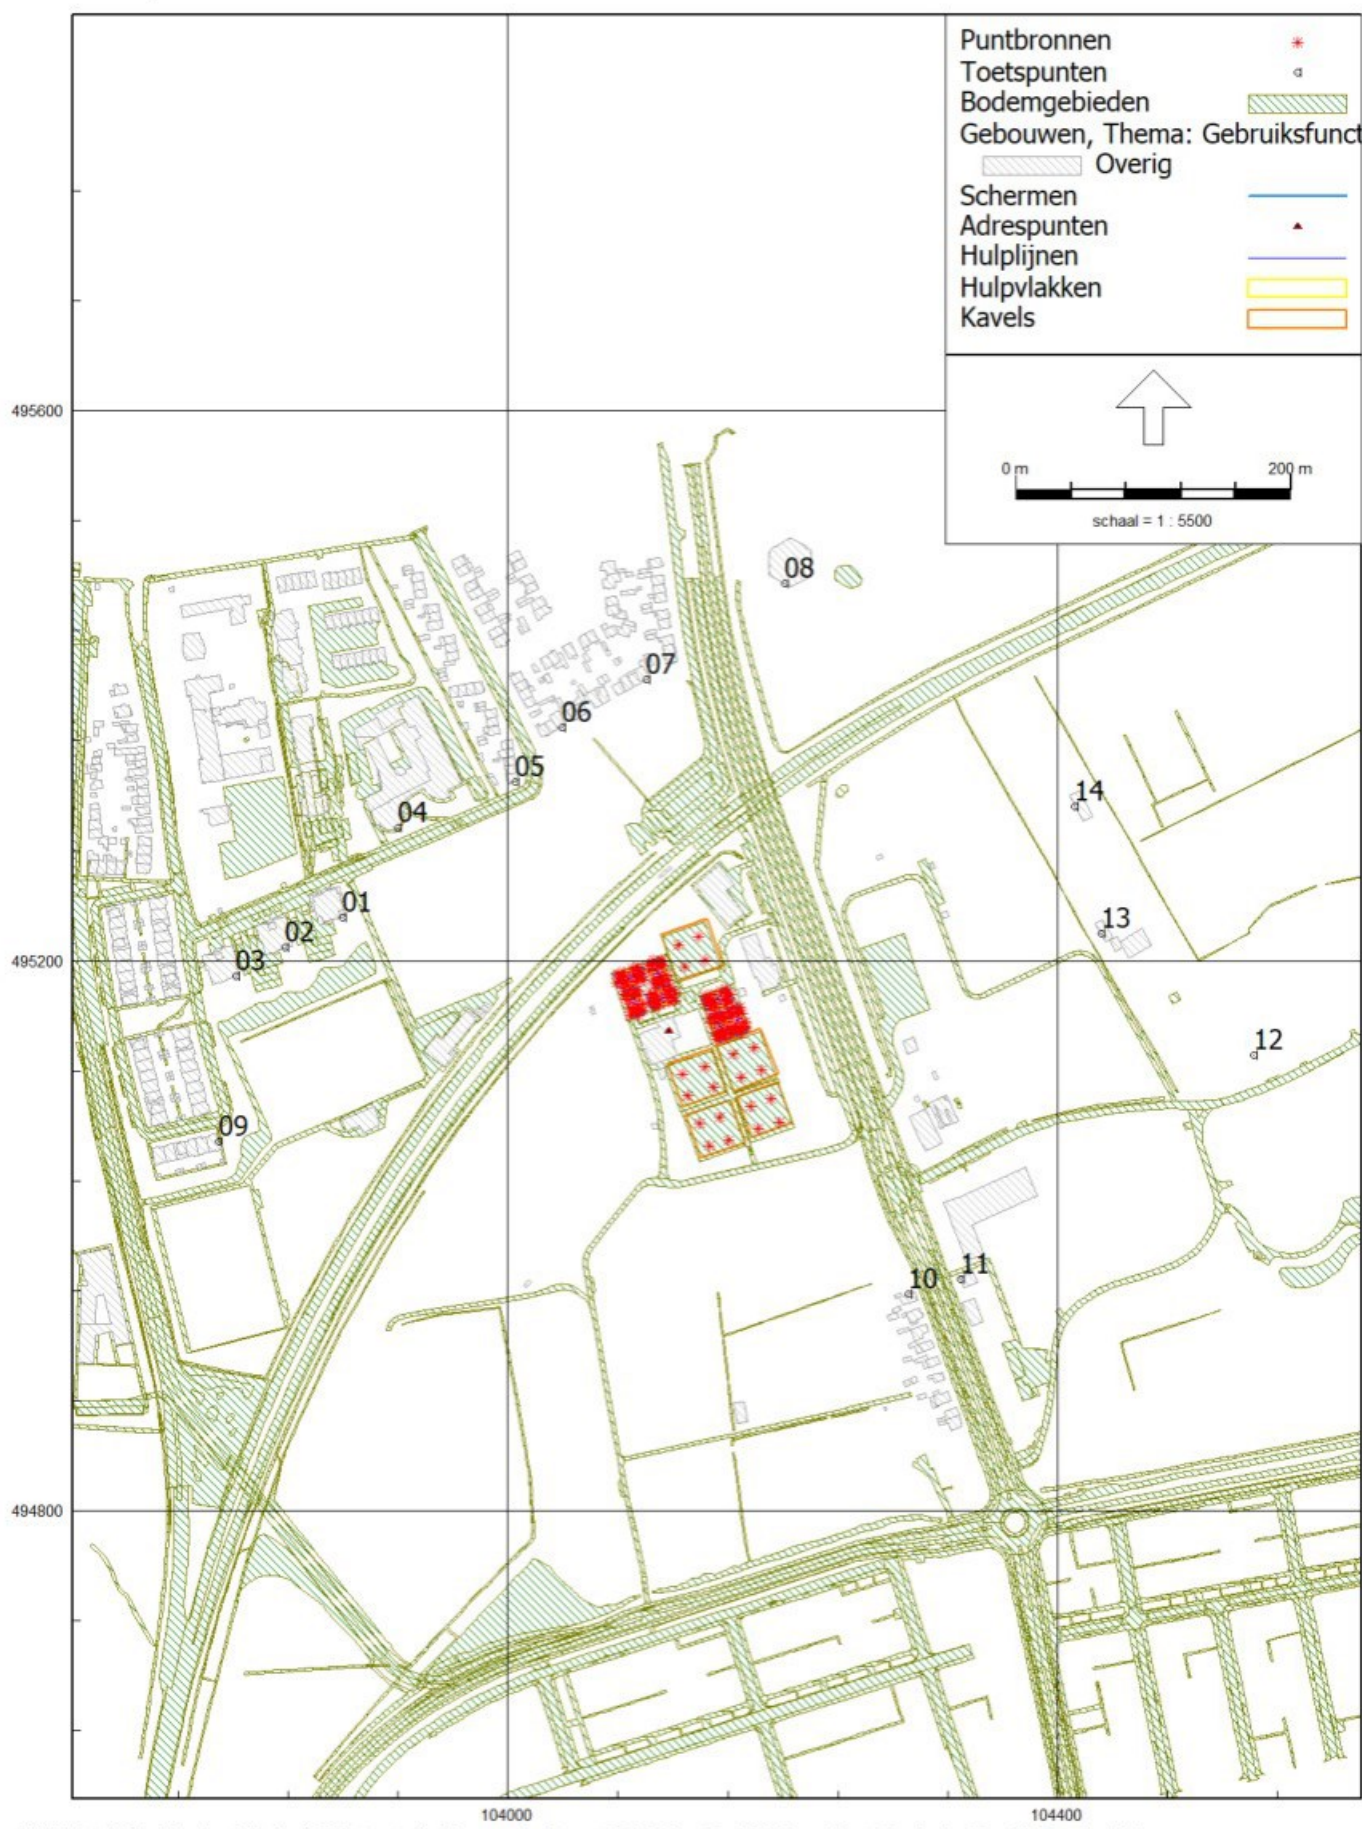 Puntbronnen
Toetspunten
Bodemgebieden
Gebouwen, Thema: Gebruiksfunct
Overig
Schermen
Adrespunten
Hulplijnen
Hulpvlakken
Kavels
495600
0 m 200 m
schaal = 1 : 5500
08
07
06
05
14
04
01
13
02
03
495200
12
09
11
10
494800
104000 104400